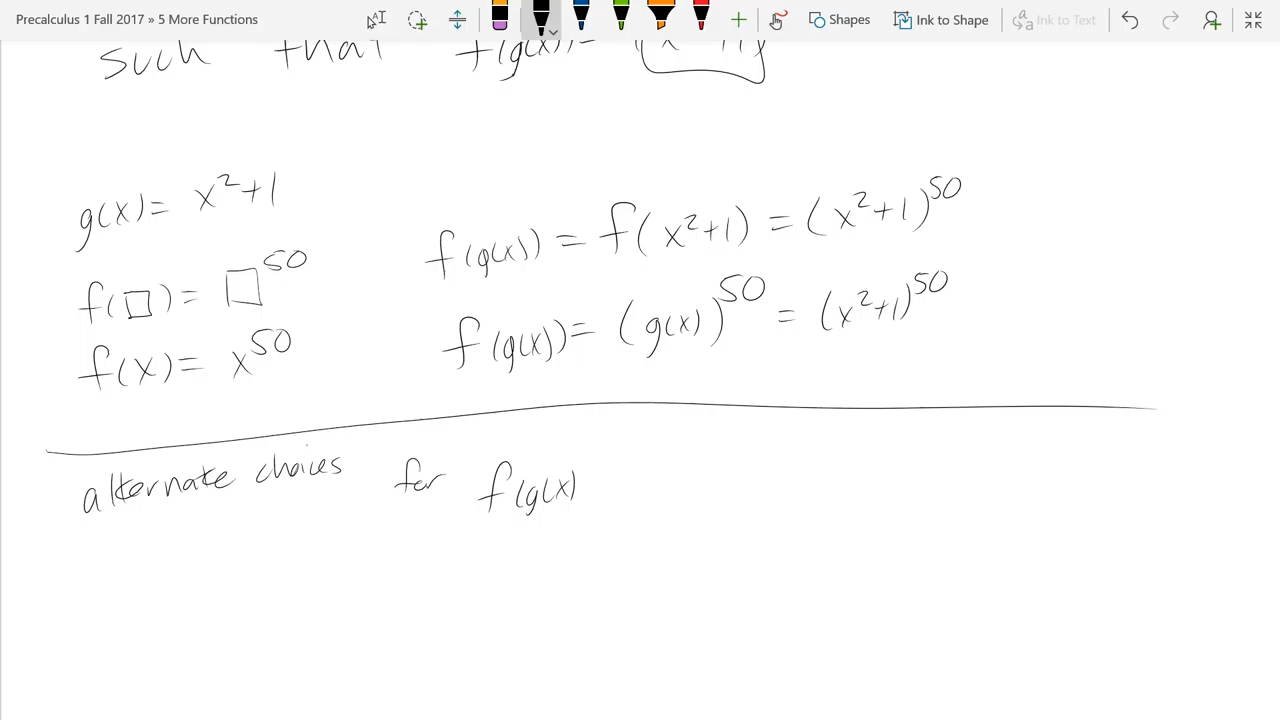 Precalculus 1 Fall 2017 » 5 More Functions
Shapes
Ink to Shape
Ink to Text
such that f(g(x)) =
g(x) = x²+1
f(g(x)) = f(x²+1) = (x²+1)⁵⁰
f(□) = □⁵⁰
f(g(x)) = (g(x))⁵⁰ = (x²+1)⁵⁰
f(x) = x⁵⁰
alternate choices for f(g(x)